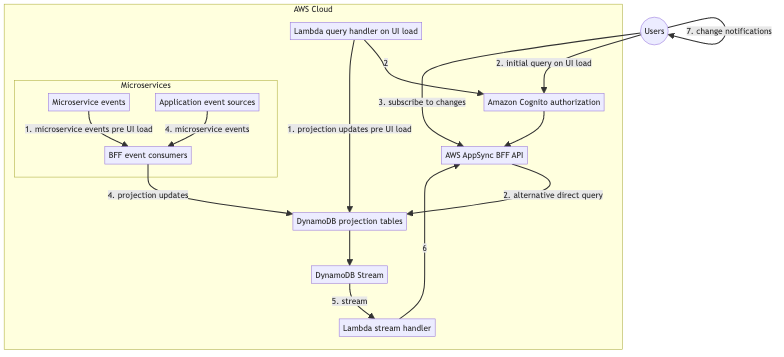 AWS Cloud
Lambda query handler on UI load
Users
7. change notifications
2
2. initial query on UI load
Microservices
Microservice events
Application event sources
3. subscribe to changes
Amazon Cognito authorization
1. microservice events pre UI load
4. microservice events
1. projection updates pre UI load
BFF event consumers
AWS AppSync BFF API
4. projection updates
2. alternative direct query
DynamoDB projection tables
6
DynamoDB Stream
5. stream
Lambda stream handler